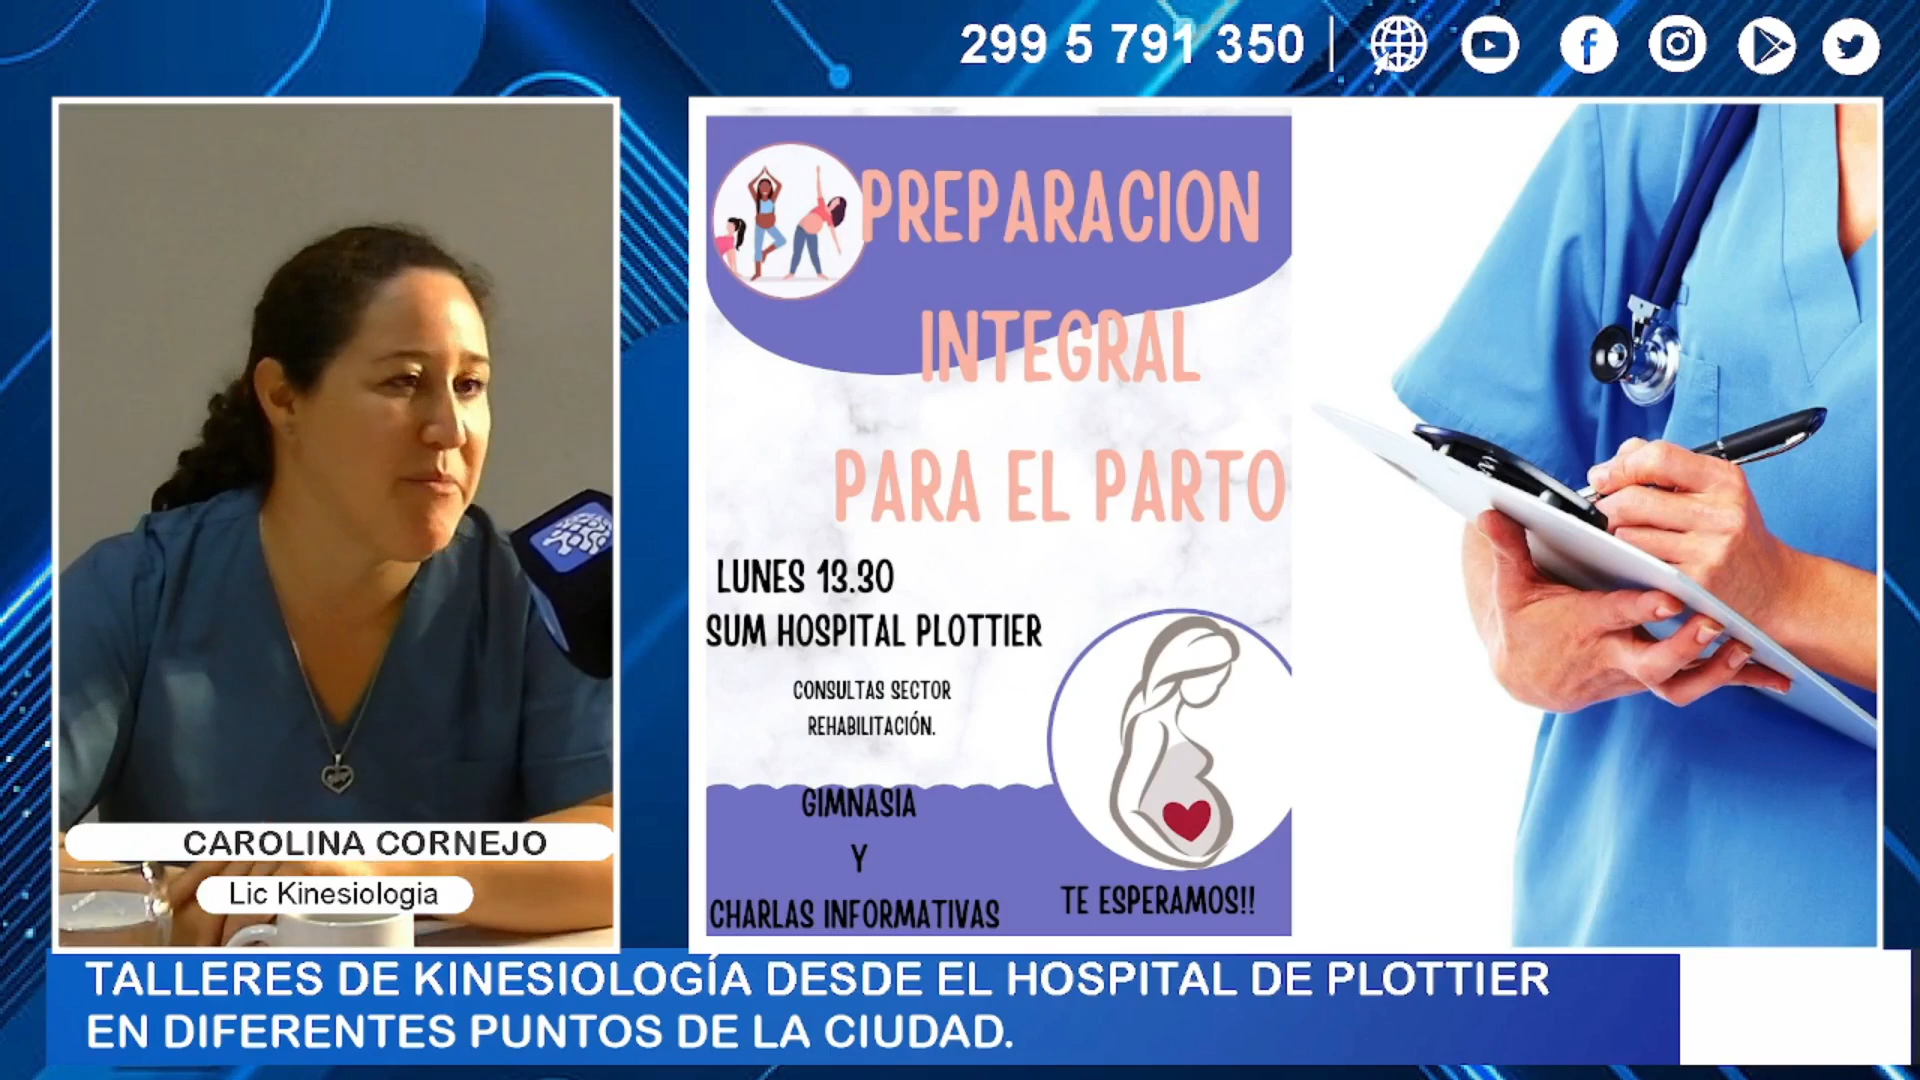 299 5 791 350
PREPARACION
INTEGRAL
PARA EL PARTO
LUNES 13.30
SUM HOSPITAL PLOTTIER
CONSULTAS SECTOR
REHABILITACIÓN.
GIMNASIA
Y
CHARLAS INFORMATIVAS
TE ESPERAMOS!!
CAROLINA CORNEJO
Lic Kinesiologia
TALLERES DE KINESIOLOGÍA DESDE EL HOSPITAL DE PLOTTIER
EN DIFERENTES PUNTOS DE LA CIUDAD.